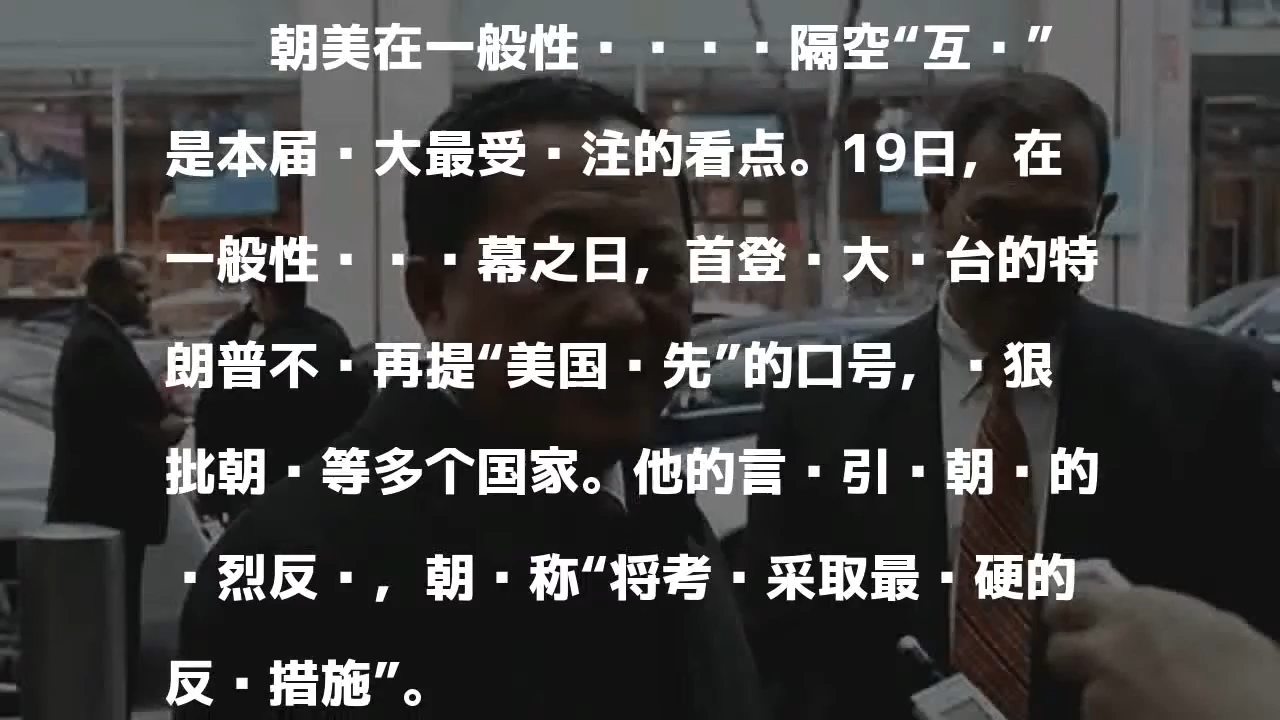 朝美在一般性····隔空“互·”
是本届·大最受·注的看点。19日，在
一般性···幕之日，首登·大·台的特
朗普不·再提“美国·先”的口号，·狠
批朝·等多个国家。他的言·引·朝·的
·烈反·，朝·称“将考·采取最·硬的
反·措施”。